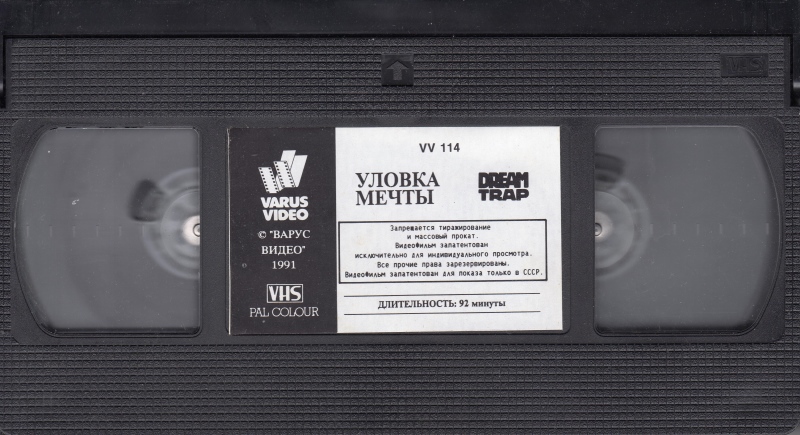 VHS
VV 114
УЛОВКА
МЕЧТЫ
DREAM
TRAP
VARUS
VIDEO
© "ВАРУС
ВИДЕО"
1991
VHS
PAL COLOUR
Запрещается тиражирование
и массовый прокат.
Видеофильм запатентован
исключительно для индивидуального просмотра.
Все прочие права зарезервированы.
Видеофильм запатентован для показа только в СССР.
ДЛИТЕЛЬНОСТЬ: 92 минуты